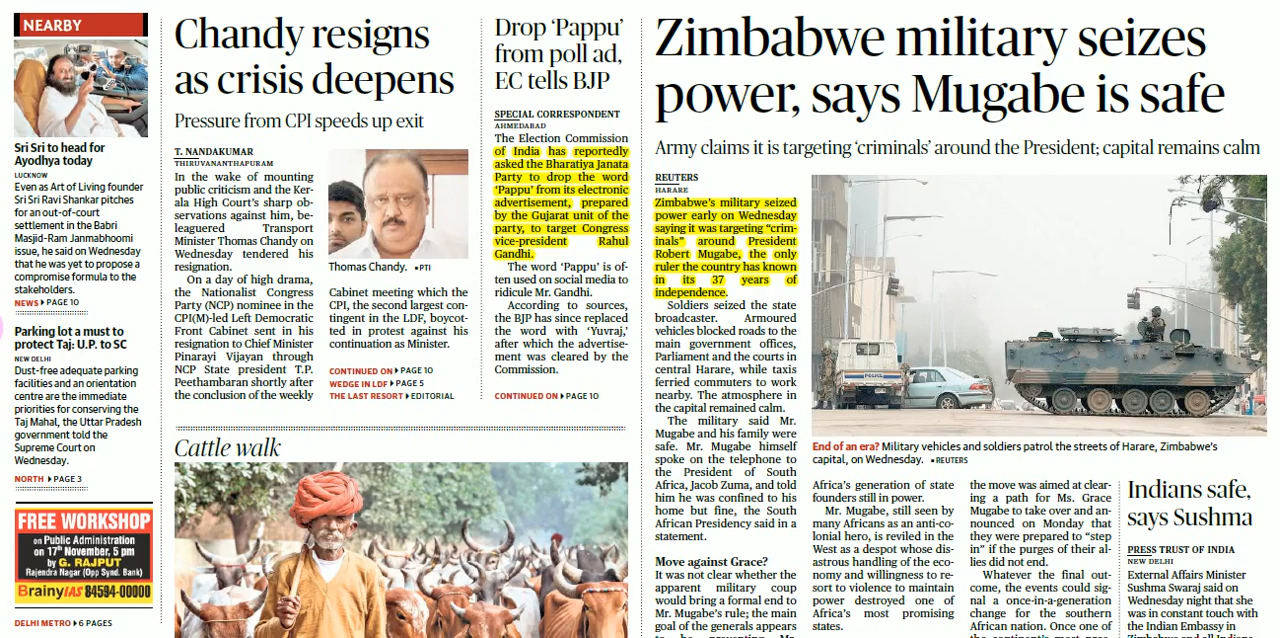 NEARBY
Sri Sri to head for
Ayodhya today
LUCKNOW
Even as Art of Living founder
Sri Sri Ravi Shankar pitches
for an out-of-court
settlement in the Babri
Masjid-Ram Janmabhoomi
issue, he said on Wednesday
that he was yet to propose a
compromise formula to the
stakeholders.
NEWS PAGE 10
Parking lot a must to
protect Taj: U.P. to SC
NEW DELHI
Dust-free adequate parking
facilities and an orientation
centre are the immediate
priorities for conserving the
Taj Mahal, the Uttar Pradesh
government told the
Supreme Court on
Wednesday.
NORTH PAGE 3
FREE WORKSHOP
on Public Administration
on 17th November, 5 pm
by G. RAJPUT
Rajendra Nagar (Opp Synd. Bank)
BrainyIAS 84594-00000
DELHI METRO 6 PAGES
Chandy resigns
as crisis deepens
Pressure from CPI speeds up exit
T. NANDAKUMAR
THIRUVANANTHAPURAM
In the wake of mounting
public criticism and the Ker-
ala High Court's sharp ob-
servations against him, be-
leaguered Transport
Minister Thomas Chandy on
Wednesday tendered his
resignation.
On a day of high drama,
the Nationalist Congress
Party (NCP) nominee in the
CPI(M)-led Left Democratic
Front Cabinet sent in his
resignation to Chief Minister
Pinarayi Vijayan through
NCP State president T.P.
Peethambaran shortly after
the conclusion of the weekly
Thomas Chandy. •PTI
Cabinet meeting which the
CPI, the second largest con-
tingent in the LDF, boycot-
ted in protest against his
continuation as Minister.
CONTINUED ON PAGE 10
WEDGE IN LDF PAGE 5
THE LAST RESORT EDITORIAL
Drop ‘Pappu’
from poll ad,
EC tells BJP
SPECIAL CORRESPONDENT
AHMEDABAD
The Election Commission
of India has reportedly
asked the Bharatiya Janata
Party to drop the word
‘Pappu’ from its electronic
advertisement, prepared
by the Gujarat unit of the
party, to target Congress
vice-president Rahul
Gandhi.
The word ‘Pappu’ is of-
ten used on social media to
ridicule Mr. Gandhi.
According to sources,
the BJP has since replaced
the word with ‘Yuvraj,’
after which the advertise-
ment was cleared by the
Commission.
CONTINUED ON PAGE 10
Cattle walk
Zimbabwe military seizes
power, says Mugabe is safe
Army claims it is targeting ‘criminals’ around the President; capital remains calm
REUTERS
HARARE
Zimbabwe's military seized
power early on Wednesday
saying it was targeting “crim-
inals” around President
Robert Mugabe, the only
ruler the country has known
in its 37 years of
independence.
Soldiers seized the state
broadcaster. Armoured
vehicles blocked roads to the
main government offices,
Parliament and the courts in
central Harare, while taxis
ferried commuters to work
nearby. The atmosphere in
the capital remained calm.
The military said Mr.
Mugabe and his family were
safe. Mr. Mugabe himself
spoke on the telephone to
the President of South
Africa, Jacob Zuma, and told
him he was confined to his
home but fine, the South
African Presidency said in a
statement.
Move against Grace?
It was not clear whether the
apparent military coup
would bring a formal end to
Mr. Mugabe's rule; the main
goal of the generals appears
to be preventing Mr.
POLICE
End of an era? Military vehicles and soldiers patrol the streets of Harare, Zimbabwe's
capital, on Wednesday. •REUTERS
Africa's generation of state
founders still in power.
Mr. Mugabe, still seen by
many Africans as an anti-co-
lonial hero, is reviled in the
West as a despot whose dis-
astrous handling of the eco-
nomy and willingness to re-
sort to violence to maintain
power destroyed one of
Africa's most promising
states.
the move was aimed at clear-
ing a path for Ms. Grace
Mugabe to take over and an-
nounced on Monday that
they were prepared to “step
in” if the purges of their al-
lies did not end.
Whatever the final out-
come, the events could sig-
nal a once-in-a-generation
change for the southern
African nation. Once one of
the continent's most
Indians safe,
says Sushma
PRESS TRUST OF INDIA
NEW DELHI
External Affairs Minister
Sushma Swaraj said on
Wednesday night that she
was in constant touch with
the Indian Embassy in
Zimbabwe and all Indians